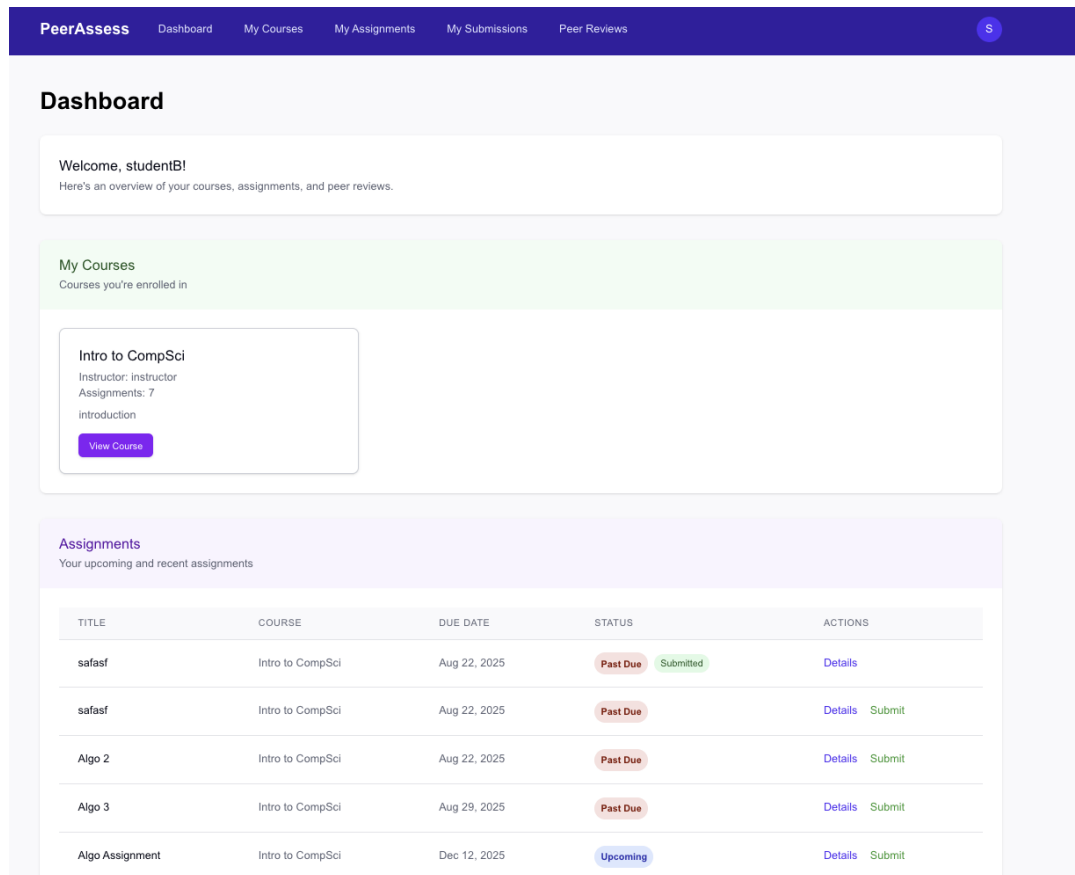 PeerAssess Dashboard My Courses My Assignments My Submissions Peer Reviews S
Dashboard
Welcome, studentB!
Here's an overview of your courses, assignments, and peer reviews.
My Courses
Courses you're enrolled in
Intro to CompSci
Instructor: instructor
Assignments: 7
introduction
View Course
Assignments
Your upcoming and recent assignments
TITLE COURSE DUE DATE STATUS ACTIONS
safasf Intro to CompSci Aug 22, 2025 Past Due Submitted Details
safasf Intro to CompSci Aug 22, 2025 Past Due Details Submit
Algo 2 Intro to CompSci Aug 22, 2025 Past Due Details Submit
Algo 3 Intro to CompSci Aug 29, 2025 Past Due Details Submit
Algo Assignment Intro to CompSci Dec 12, 2025 Upcoming Details Submit